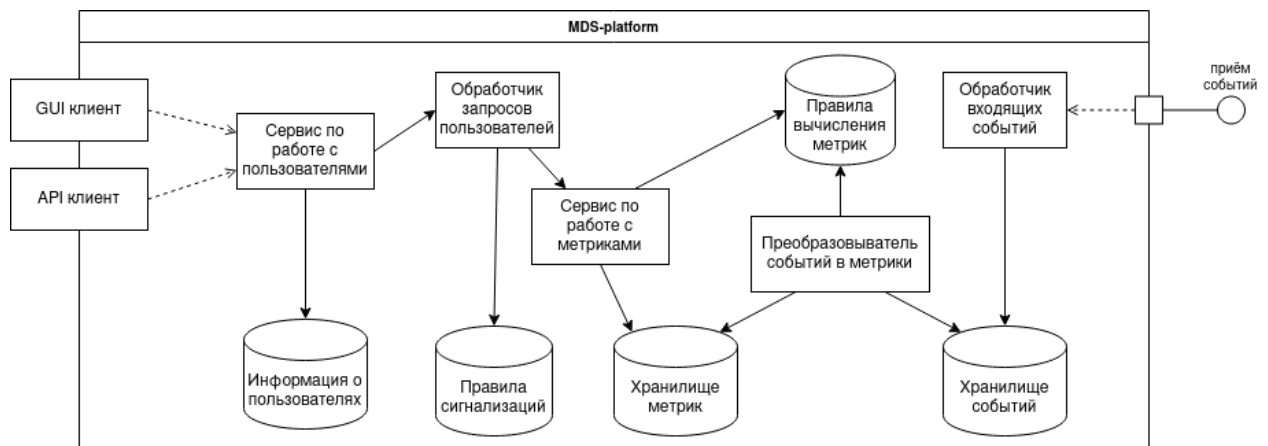 MDS-platform
GUI клиент
API клиент
Сервис по
работе с
пользователями
Обработчик
запросов
пользователей
Сервис по
работе с
метриками
Правила
вычисления
метрик
Преобразовыватель
событий в метрики
Обработчик
входящих
событий
приём
событий
Информация о
пользователях
Правила
сигнализаций
Хранилище
метрик
Хранилище
событий